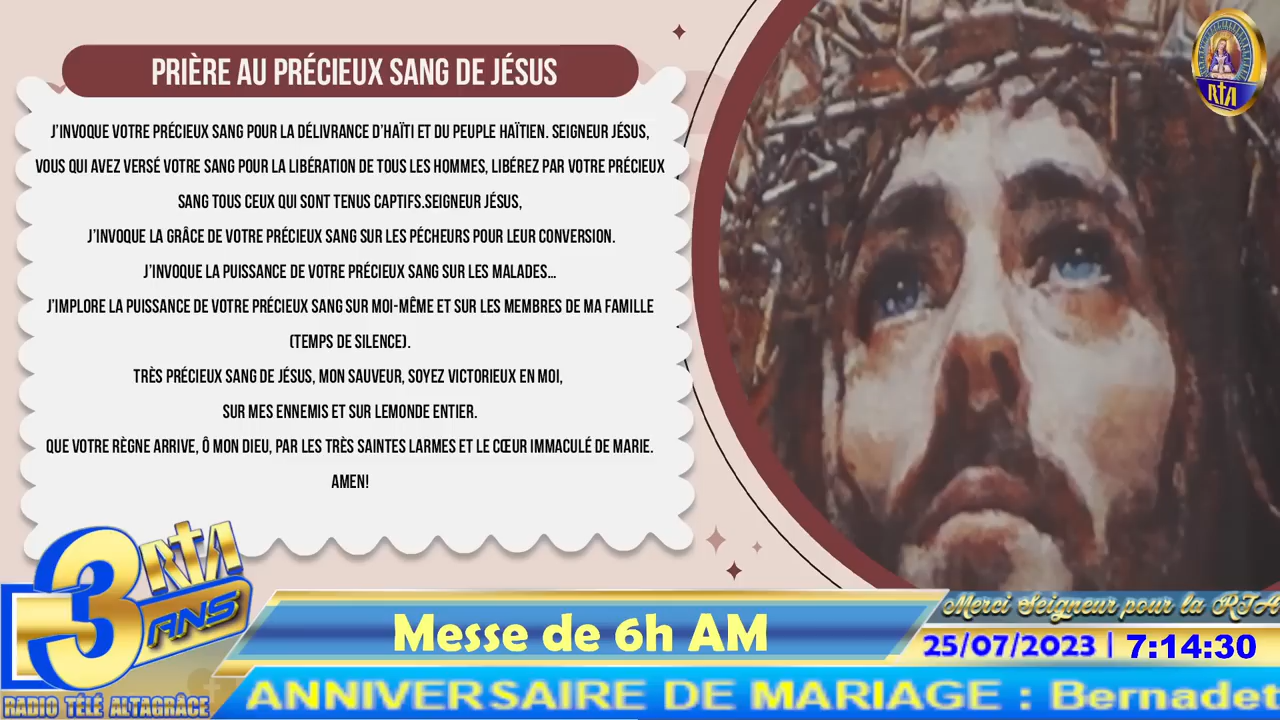 PRIÈRE AU PRÉCIEUX SANG DE JÉSUS
J'INVOQUE VOTRE PRÉCIEUX SANG POUR LA DÉLIVRANCE D'HAÏTI ET DU PEUPLE HAÏTIEN. SEIGNEUR JÉSUS,
VOUS QUI AVEZ VERSÉ VOTRE SANG POUR LA LIBÉRATION DE TOUS LES HOMMES, LIBÉREZ PAR VOTRE PRÉCIEUX
SANG TOUS CEUX QUI SONT TENUS CAPTIFS.SEIGNEUR JÉSUS,
J'INVOQUE LA GRÂCE DE VOTRE PRÉCIEUX SANG SUR LES PÉCHEURS POUR LEUR CONVERSION.
J'INVOQUE LA PUISSANCE DE VOTRE PRÉCIEUX SANG SUR LES MALADES...
J'IMPLORE LA PUISSANCE DE VOTRE PRÉCIEUX SANG SUR MOI-MÊME ET SUR LES MEMBRES DE MA FAMILLE
(TEMPS DE SILENCE).
TRÈS PRÉCIEUX SANG DE JÉSUS, MON SAUVEUR, SOYEZ VICTORIEUX EN MOI,
SUR MES ENNEMIS ET SUR LEMONDE ENTIER.
QUE VOTRE RÈGNE ARRIVE, Ô MON DIEU, PAR LES TRÈS SAINTES LARMES ET LE CŒUR IMMACULÉ DE MARIE.
AMEN!
RTA
3 ANS RTA
RADIO TÉLÉ ALTAGRÂCE
Messe de 6h AM
Merci Seigneur pour la RTA
25/07/2023 | 7:14:30
ANNIVERSAIRE DE MARIAGE : Bernadet